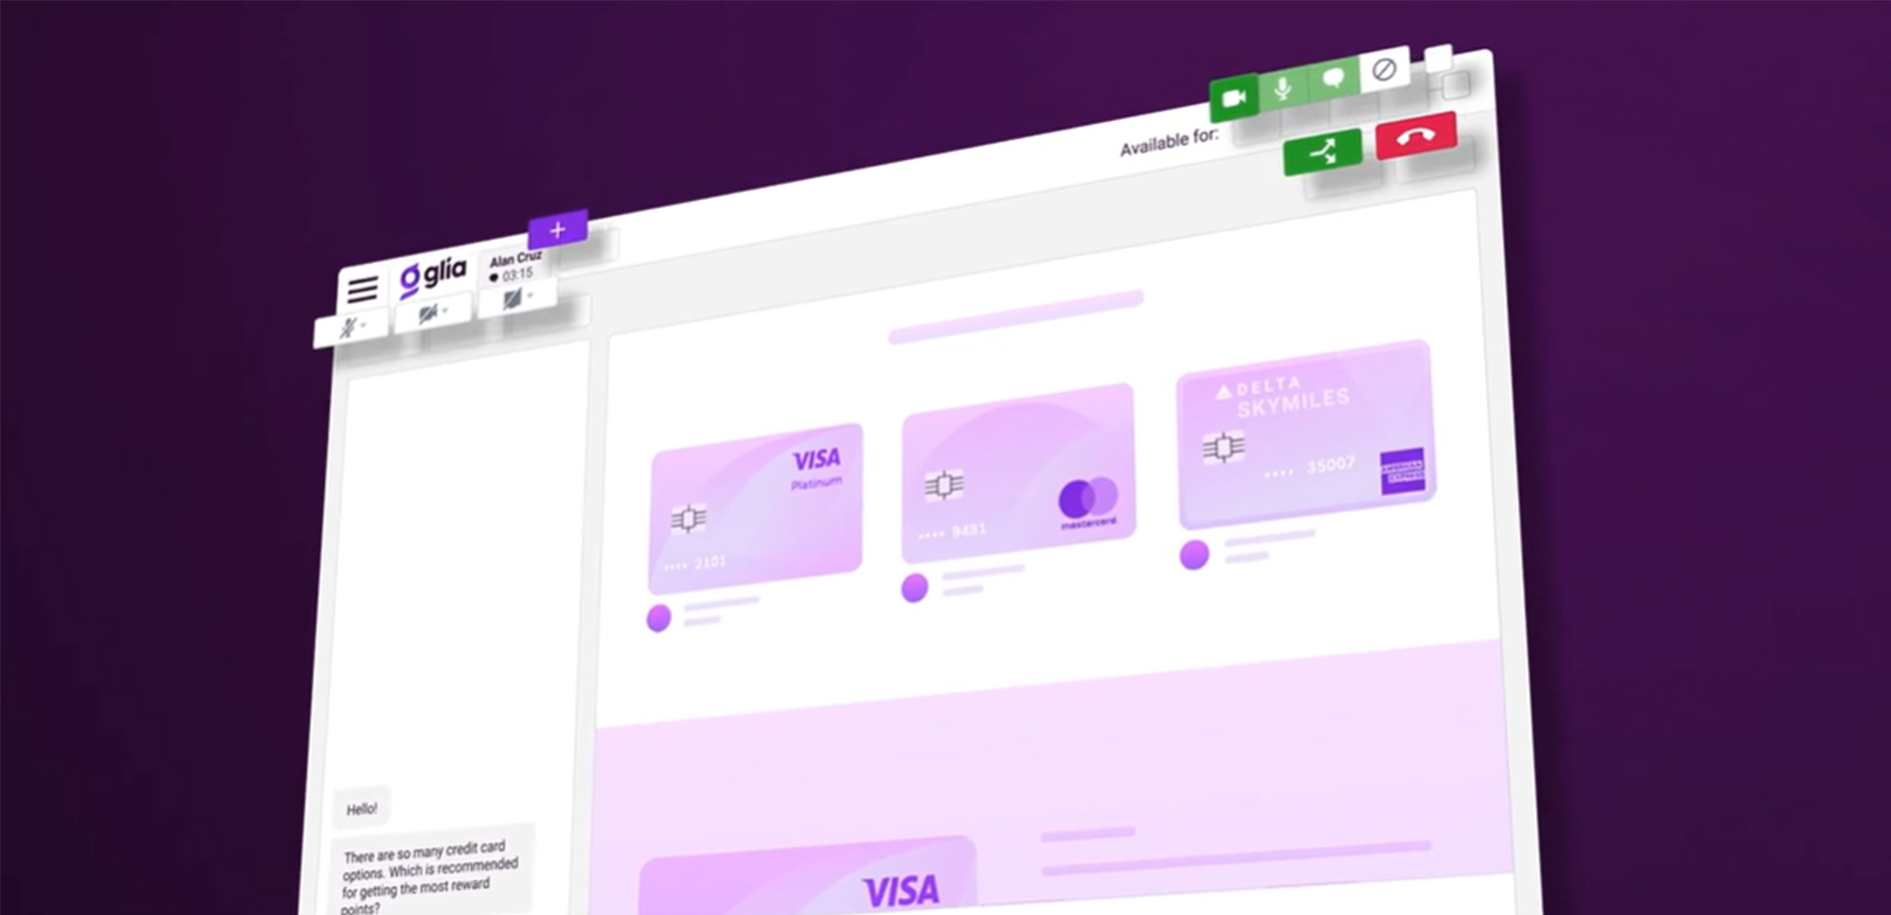 Available for:
glia
Alan Cruz
03:15
DELTA
SKYMILES
VISA
Platinum
•••• 35007
AMERICAN
EXPRESS
•••• 9481
mastercard
•••• 2101
Hello!
There are so many credit card
options. Which is recommended
for getting the most reward
points?
VISA